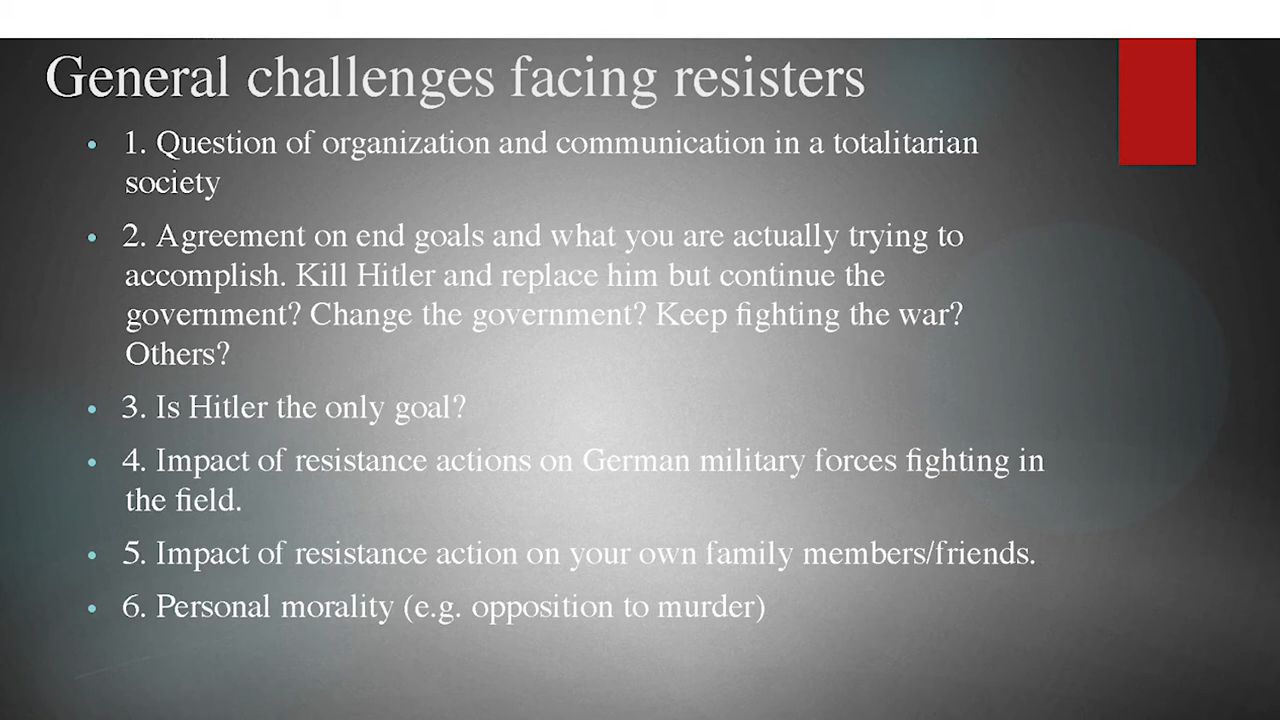 General challenges facing resisters
• 1. Question of organization and communication in a totalitarian
society
• 2. Agreement on end goals and what you are actually trying to
accomplish. Kill Hitler and replace him but continue the
government? Change the government? Keep fighting the war?
Others?
• 3. Is Hitler the only goal?
• 4. Impact of resistance actions on German military forces fighting in
the field.
• 5. Impact of resistance action on your own family members/friends.
• 6. Personal morality (e.g. opposition to murder)